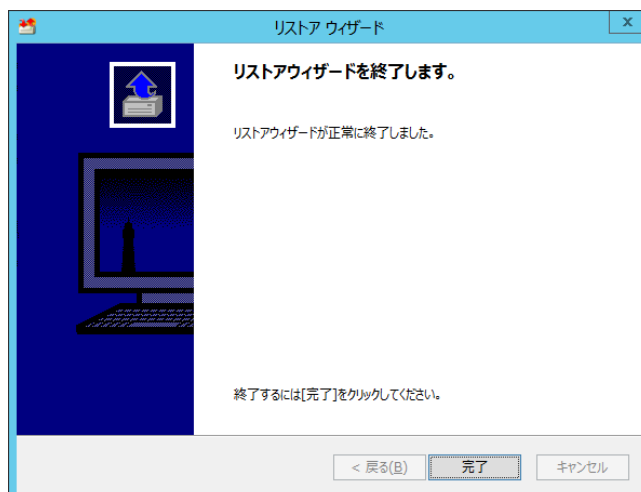 リストア ウィザード
x
リストアウィザードを終了します。
リストアウィザードが正常に終了しました。
終了するには[完了]をクリックしてください。
< 戻る(B) 完了 キャンセル